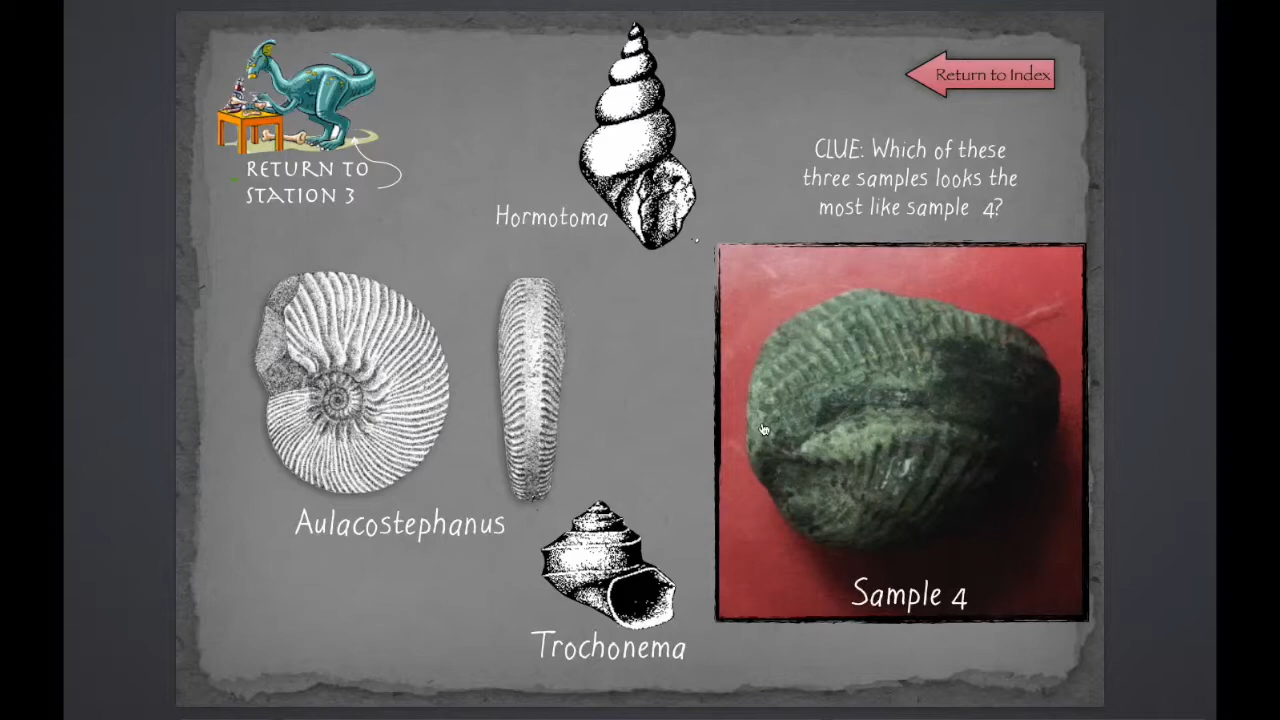 RETURN TO
STATION 3
Hormotoma
Return to Index
CLUE: Which of these
three samples looks the
most like sample 4?
Aulacostephanus
Trochonema
Sample 4